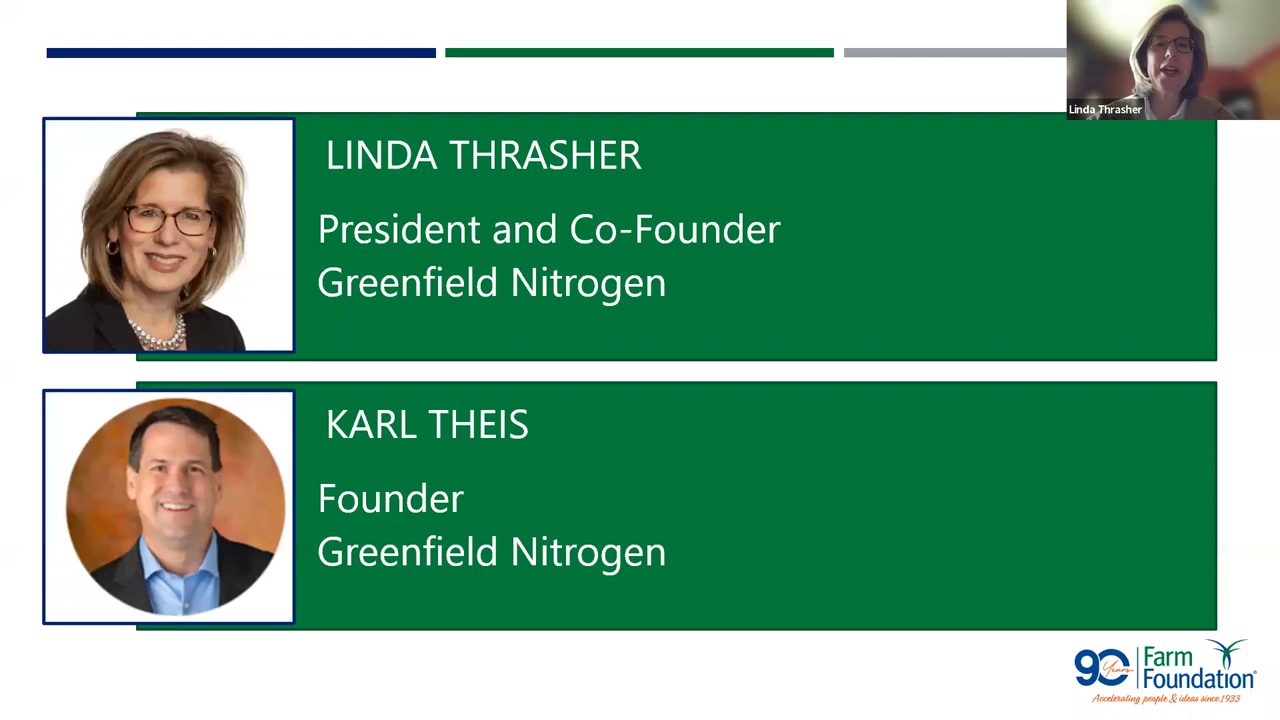 Linda Thrasher
LINDA THRASHER
President and Co-Founder
Greenfield Nitrogen
KARL THEIS
Founder
Greenfield Nitrogen
90 Years
Farm
Foundation®
Accelerating people & ideas since 1933